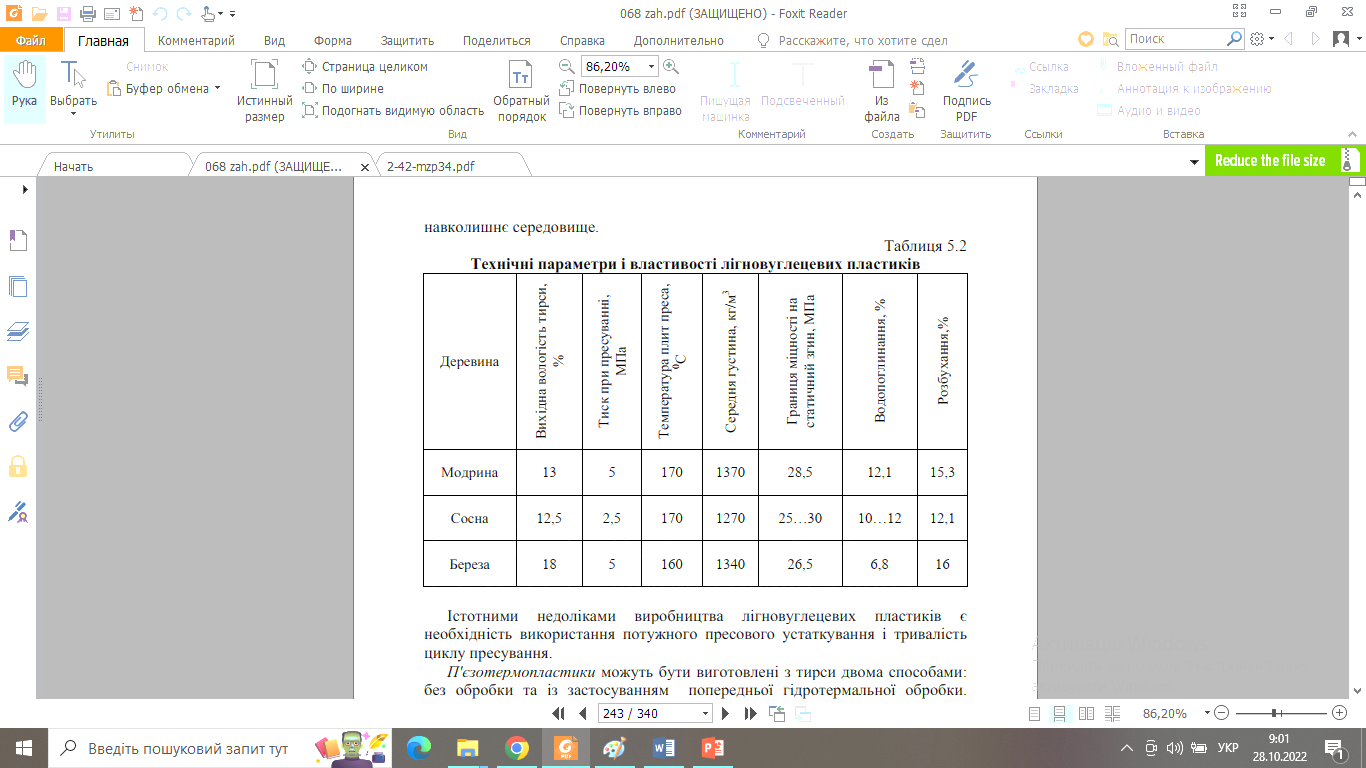 068 zah.pdf (ЗАЩИЩЕНО) - Foxit Reader
Файл Главная Комментарий Вид Форма Защитить Поделиться Справка Дополнительно Расскажите, что хотите сдел Поиск
Рука
Выбрать
Снимок
Буфер обмена
Утилиты
Истинный размер
Страница целиком
По ширине
Подогнать видимую область
Обратный порядок
86,20%
Повернуть влево
Повернуть вправо
Вид
Пишущая машинка
Подсвеченный
Комментарий
Из файла
Создать
Подпись PDF
Защитить
Ссылка
Закладка
Ссылки
Вложенный файл
Аннотация к изображению
Аудио и видео
Вставка
Начать 068 zah.pdf (ЗАЩИЩЕ... 2-42-mzp34.pdf Reduce the file size
навколишнє середовище.
Таблиця 5.2
Технічні параметри і властивості лігновуглецевих пластиків
Деревина
Вихідна вологість тирси, %
Тиск при пресуванні, МПа
Температура плит преса, ⁰С
Середня густина, кг/м³
Границя міцності на статичний згин, МПа
Водопоглинання, %
Розбухання,%
Модрина 13 5 170 1370 28,5 12,1 15,3
Сосна 12,5 2,5 170 1270 25…30 10…12 12,1
Береза 18 5 160 1340 26,5 6,8 16
Істотними недоліками виробництва лігновуглецевих пластиків є
необхідність використання потужного пресового устаткування і тривалість
циклу пресування.
П'єзотермопластики можуть бути виготовлені з тирси двома способами:
без обробки та із застосуванням попередньої гідротермальної обробки.
243 / 340
86,20%
Введіть пошуковий запит тут
УКР
9:01
28.10.2022
1